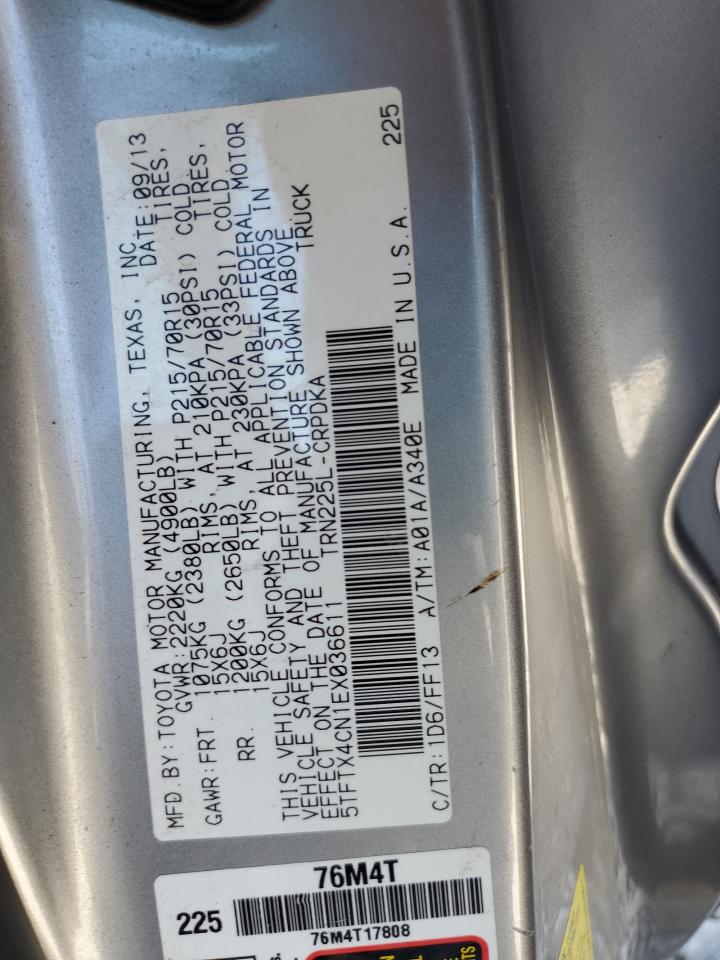 MFD.BY:TOYOTA MOTOR MANUFACTURING, TEXAS, INC.
GVWR:2220KG (4900LB) DATE:09/13
GAWR:FRT. 1075KG (2380LB) WITH P215/70R15 TIRES,
15X6J RIMS, AT 210KPA (30PSI) COLD
RR. 1200KG (2650LB) WITH P215/70R15 TIRES,
15X6J RIMS, AT 230KPA (33PSI) COLD
THIS VEHICLE CONFORMS TO ALL APPLICABLE FEDERAL MOTOR
VEHICLE SAFETY AND THEFT PREVENTION STANDARDS IN
EFFECT ON THE DATE OF MANUFACTURE SHOWN ABOVE.
5TFTX4CN1EX036611 TRN225L-CRPDKA TRUCK
C/TR:1D6/FF13 A/TM:A01A/A340E MADE IN U.S.A. 225
76M4T
225
76M4T17808